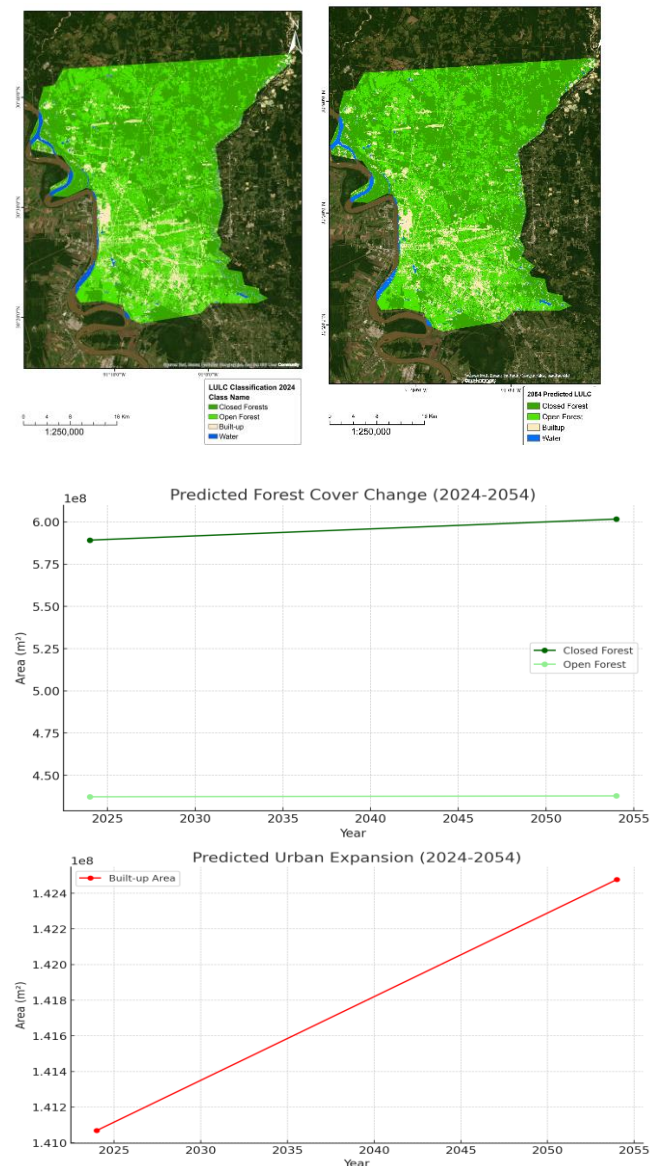 N
LULC Classification 2024
Class Name
Closed Forests
Open Forest
Built-up
Water
0 4 8 16 Km
1:250,000
2054 Predicted LULC
Closed Forest
Open Forest
Builtup
Water
1:250,000
Predicted Forest Cover Change (2024-2054)
1e8
6.00
5.75
5.50
5.25
5.00
4.75
4.50
Area (m²)
Closed Forest
Open Forest
2025 2030 2035 2040 2045 2050 2055
Year
Predicted Urban Expansion (2024-2054)
1e8
Built-up Area
1.424
1.422
1.420
1.418
1.416
1.414
1.412
1.410
Area (m²)
2025 2030 2035 2040 2045 2050 2055
Year